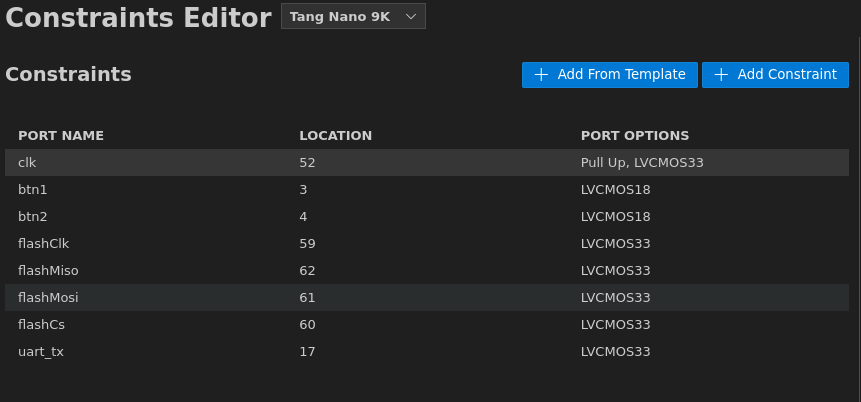 Constraints Editor Tang Nano 9K
Constraints + Add From Template + Add Constraint
PORT NAME LOCATION PORT OPTIONS
clk 52 Pull Up, LVCMOS33
btn1 3 LVCMOS18
btn2 4 LVCMOS18
flashClk 59 LVCMOS33
flashMiso 62 LVCMOS33
flashMosi 61 LVCMOS33
flashCs 60 LVCMOS33
uart_tx 17 LVCMOS33